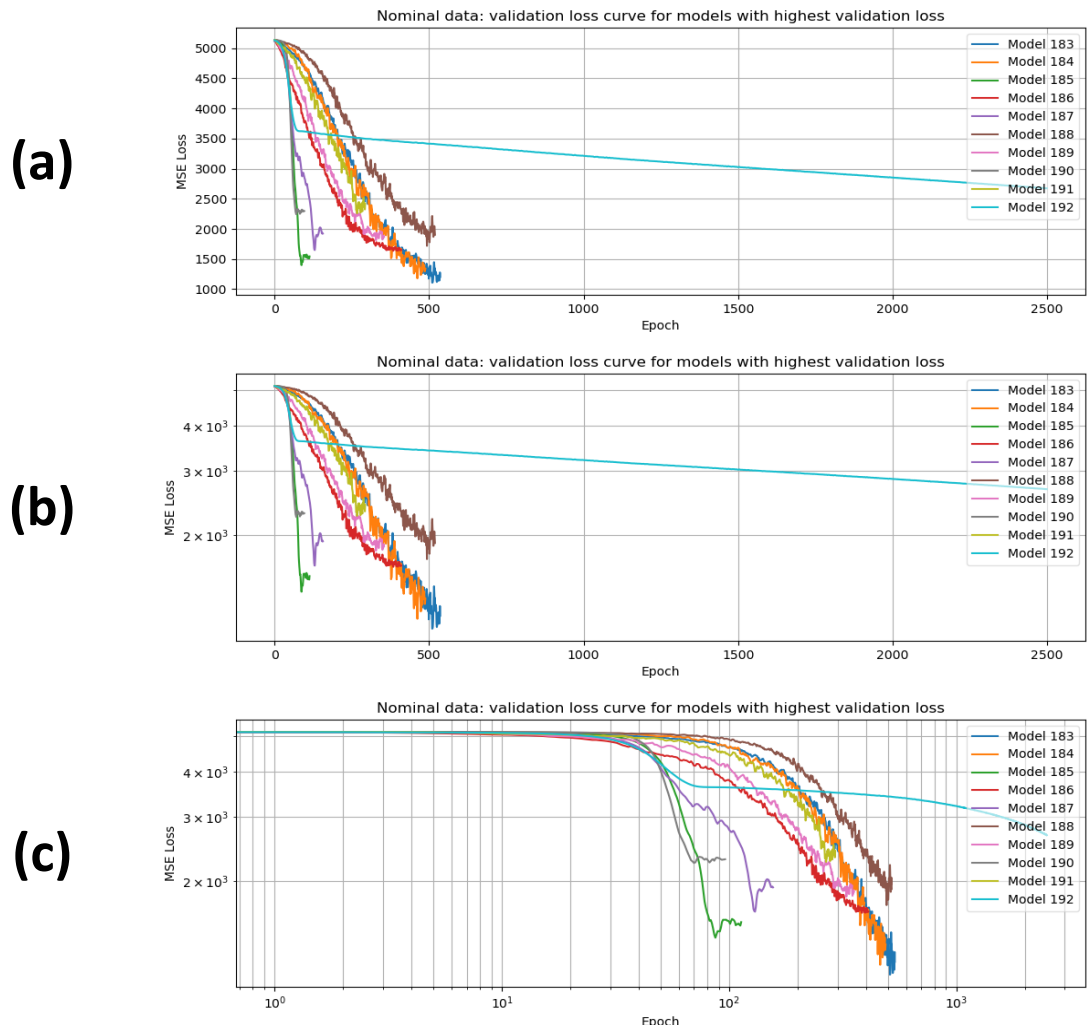 (a)
Nominal data: validation loss curve for models with highest validation loss
MSE Loss
5000
4500
4000
3500
3000
2500
2000
1500
1000
Model 183
Model 184
Model 185
Model 186
Model 187
Model 188
Model 189
Model 190
Model 191
Model 192
0
500
1000
1500
2000
2500
Epoch
(b)
Nominal data: validation loss curve for models with highest validation loss
MSE Loss
4 × 10³
3 × 10³
2 × 10³
Model 183
Model 184
Model 185
Model 186
Model 187
Model 188
Model 189
Model 190
Model 191
Model 192
0
500
1000
1500
2000
2500
Epoch
(c)
Nominal data: validation loss curve for models with highest validation loss
MSE Loss
4 × 10³
3 × 10³
2 × 10³
Model 183
Model 184
Model 185
Model 186
Model 187
Model 188
Model 189
Model 190
Model 191
Model 192
10⁰
10¹
10²
10³
Epoch